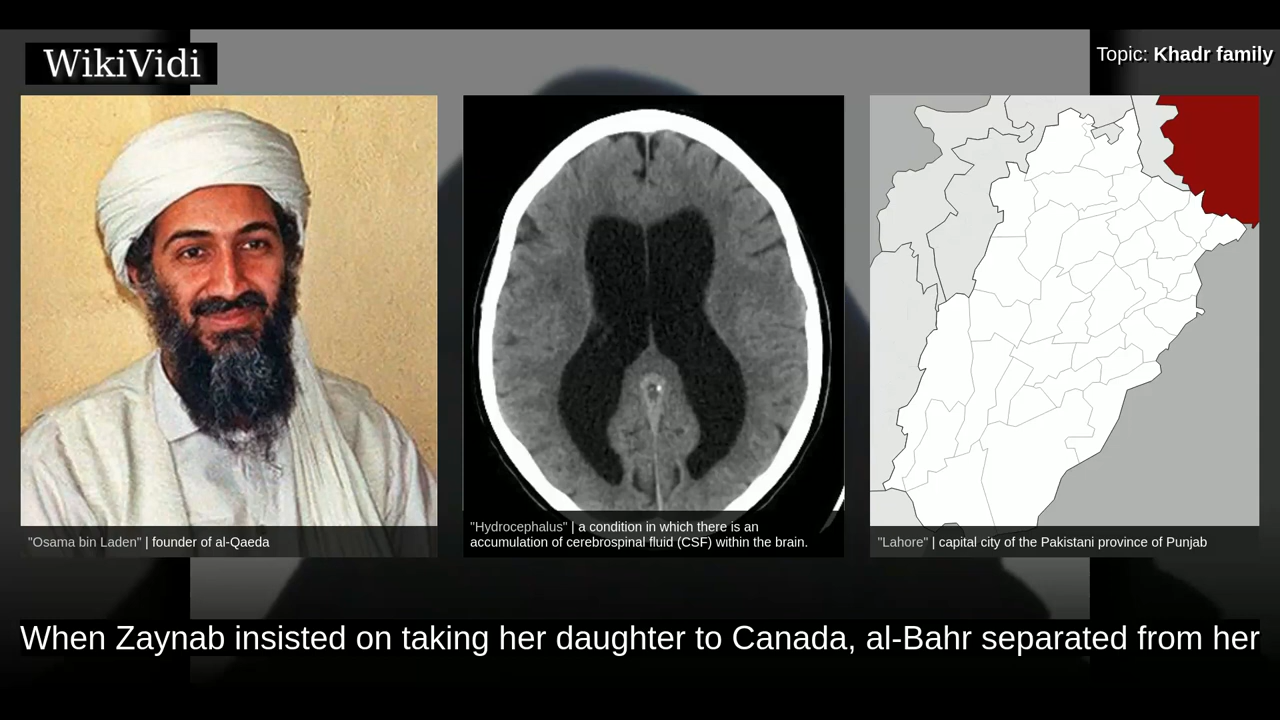 WikiVidi
Topic: Khadr family
"Osama bin Laden" | founder of al-Qaeda
"Hydrocephalus" | a condition in which there is an
accumulation of cerebrospinal fluid (CSF) within the brain.
"Lahore" | capital city of the Pakistani province of Punjab
When Zaynab insisted on taking her daughter to Canada, al-Bahr separated from her